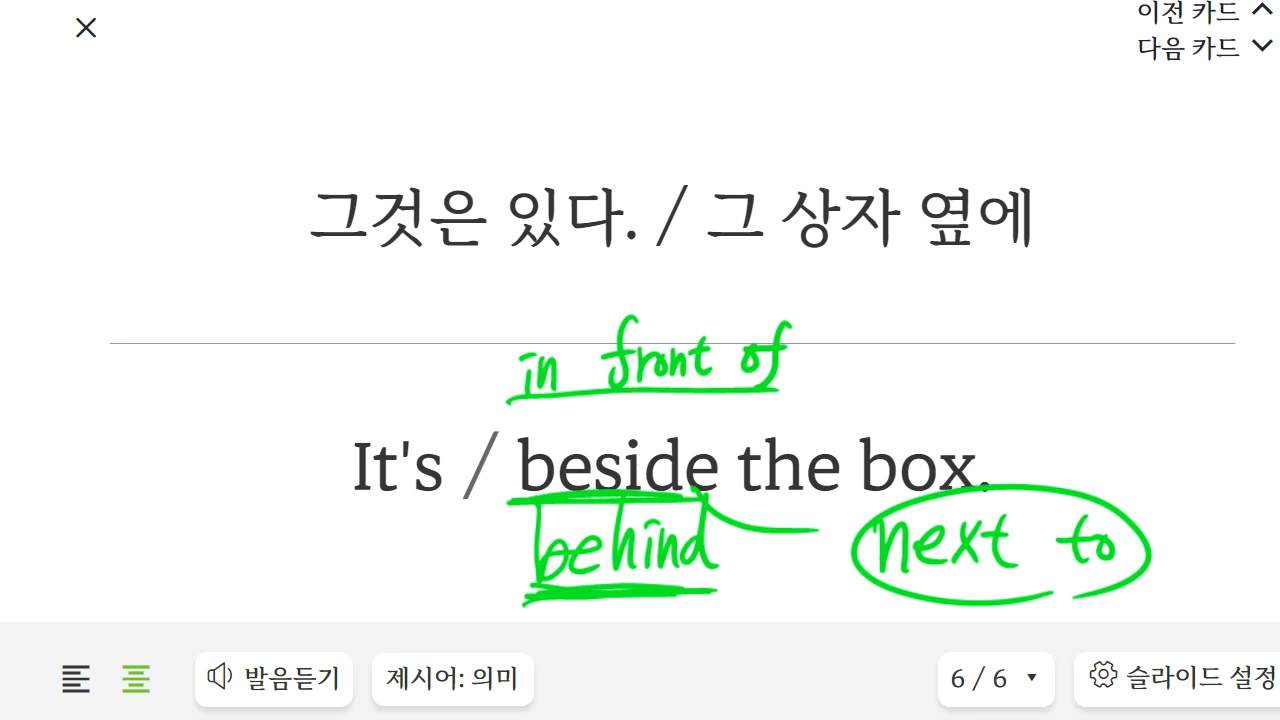 이전 카드
다음 카드
그것은 있다. / 그 상자 옆에
in front of
It's / beside the box.
behind next to
발음듣기 제시어: 의미 6 / 6 슬라이드 설정